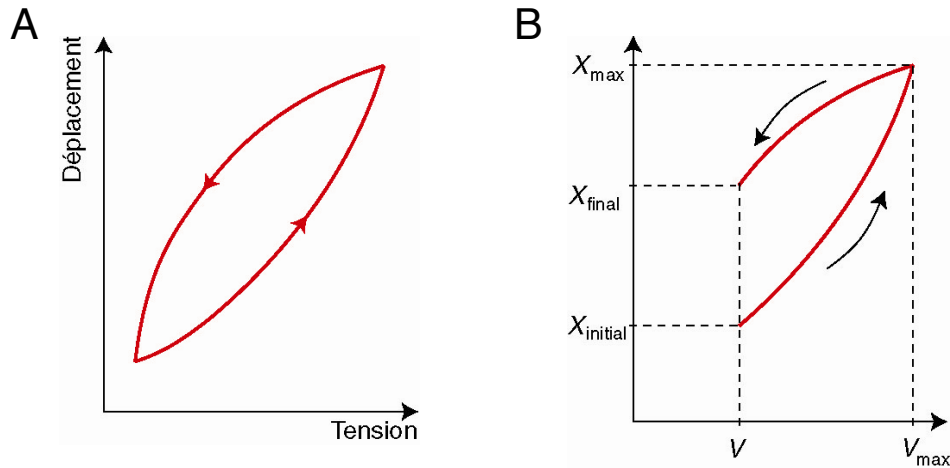 A
Déplacement
Tension
B
Xmax
Xfinal
Xinitial
V
Vmax